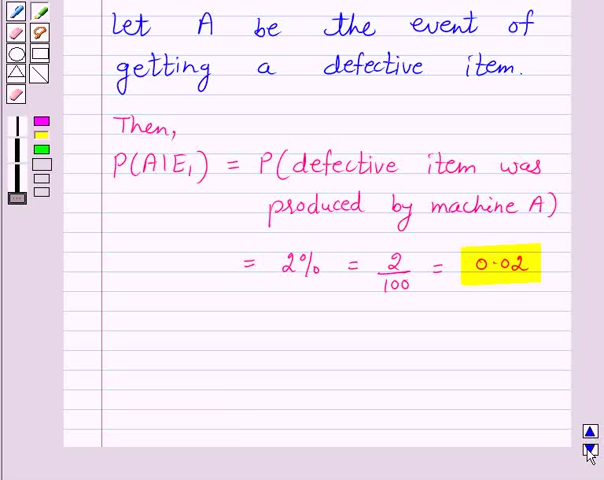 Let A be the event of
getting a defective item.
Then,
P(A|E₁) = P(defective item was
produced by machine A)
= 2% = 2/100 = 0.02